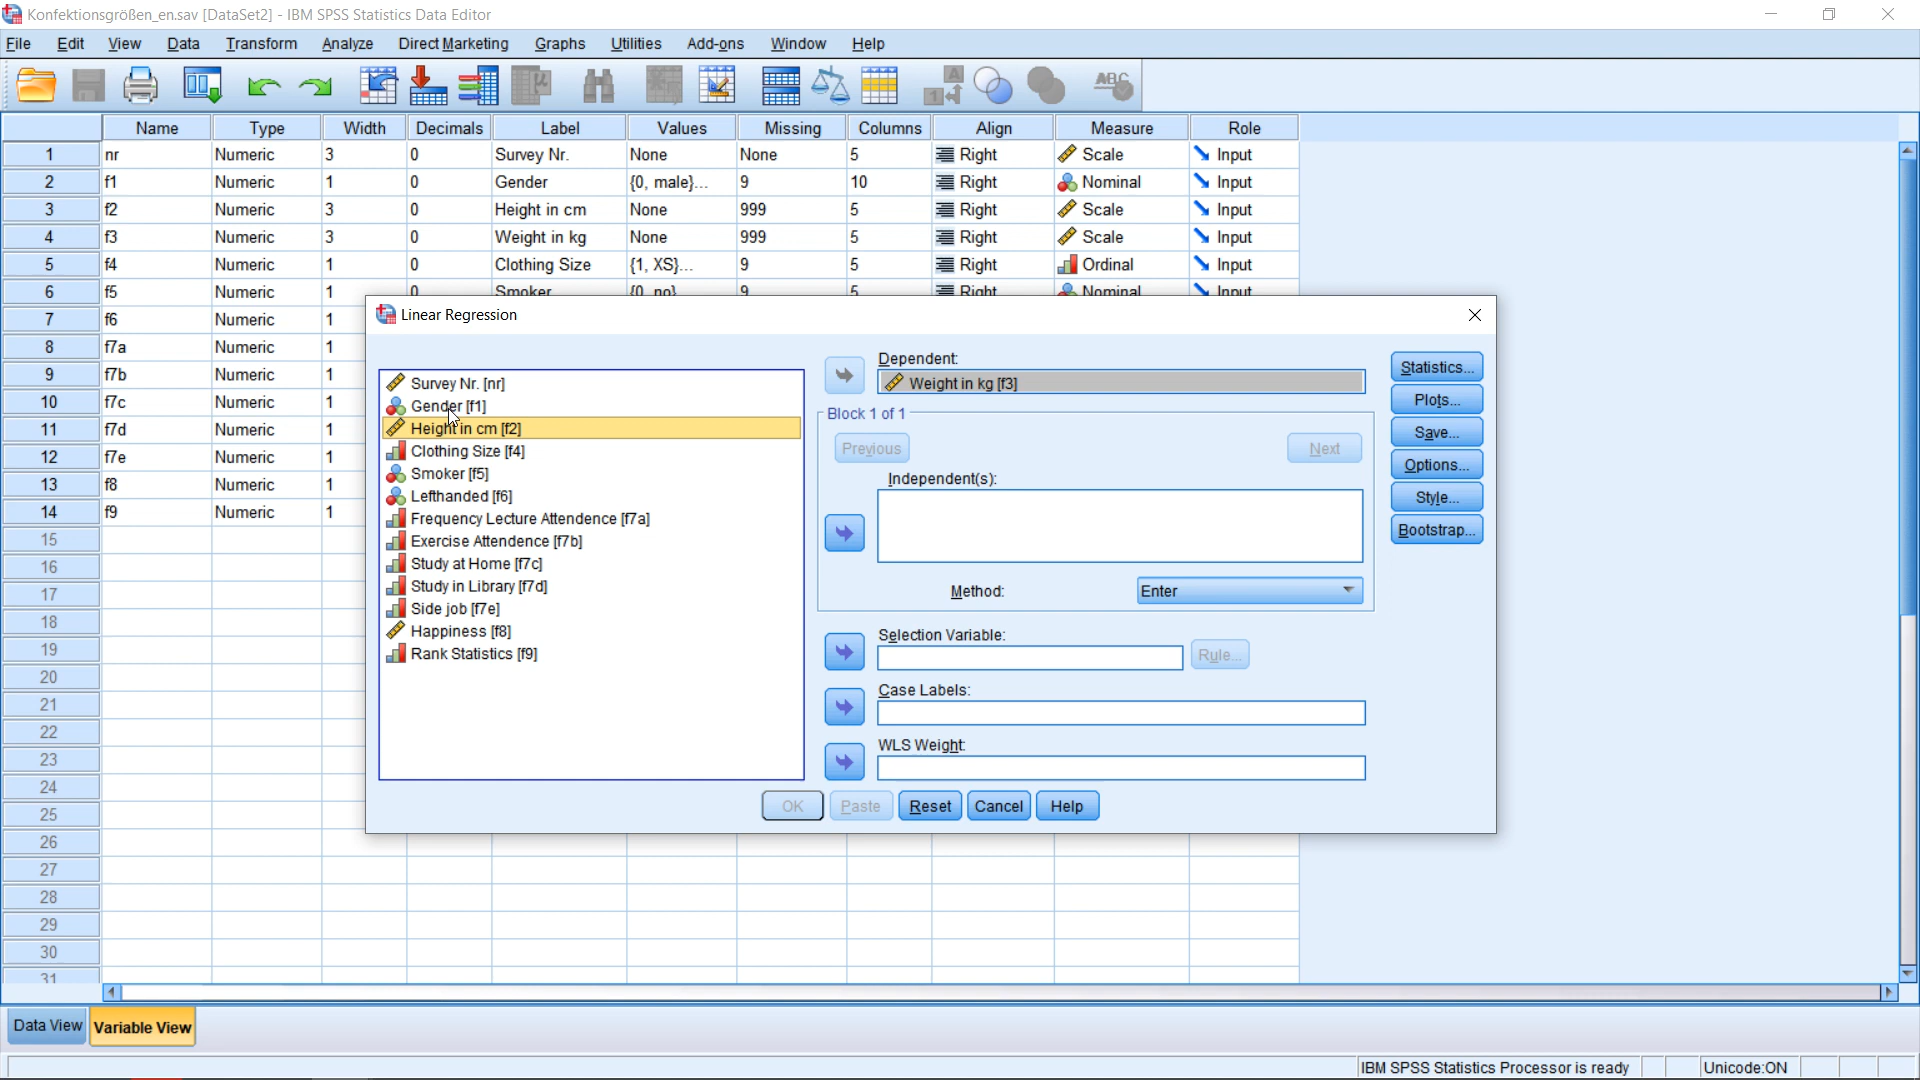 Konfektionsgrößen_en.sav [DataSet2] - IBM SPSS Statistics Data Editor
File Edit View Data Transform Analyze Direct Marketing Graphs Utilities Add-ons Window Help
Name Type Width Decimals Label Values Missing Columns Align Measure Role
1 nr Numeric 3 0 Survey Nr. None None 5 Right Scale Input
2 f1 Numeric 1 0 Gender {0, male}... 9 10 Right Nominal Input
3 f2 Numeric 3 0 Height in cm None 999 5 Right Scale Input
4 f3 Numeric 3 0 Weight in kg None 999 5 Right Scale Input
5 f4 Numeric 1 0 Clothing Size {1, XS}... 9 5 Right Ordinal Input
6 f5 Numeric 1 0 Smoker {0, no}... 9 5 Right Nominal Input
7 f6 Numeric 1
8 f7a Numeric 1
9 f7b Numeric 1
10 f7c Numeric 1
11 f7d Numeric 1
12 f7e Numeric 1
13 f8 Numeric 1
14 f9 Numeric 1
15
16
17
18
19
20
21
22
23
24
25
26
27
28
29
30
31
Linear Regression
Survey Nr. [nr]
Gender [f1]
Height in cm [f2]
Clothing Size [f4]
Smoker [f5]
Lefthanded [f6]
Frequency Lecture Attendence [f7a]
Exercise Attendence [f7b]
Study at Home [f7c]
Study in Library [f7d]
Side job [f7e]
Happiness [f8]
Rank Statistics [f9]
Dependent:
Weight in kg [f3]
Block 1 of 1
Previous Next
Independent(s):
Method: Enter
Selection Variable:
Rule...
Case Labels:
WLS Weight:
Statistics...
Plots...
Save...
Options...
Style...
Bootstrap...
OK Paste Reset Cancel Help
Data View Variable View
IBM SPSS Statistics Processor is ready Unicode:ON